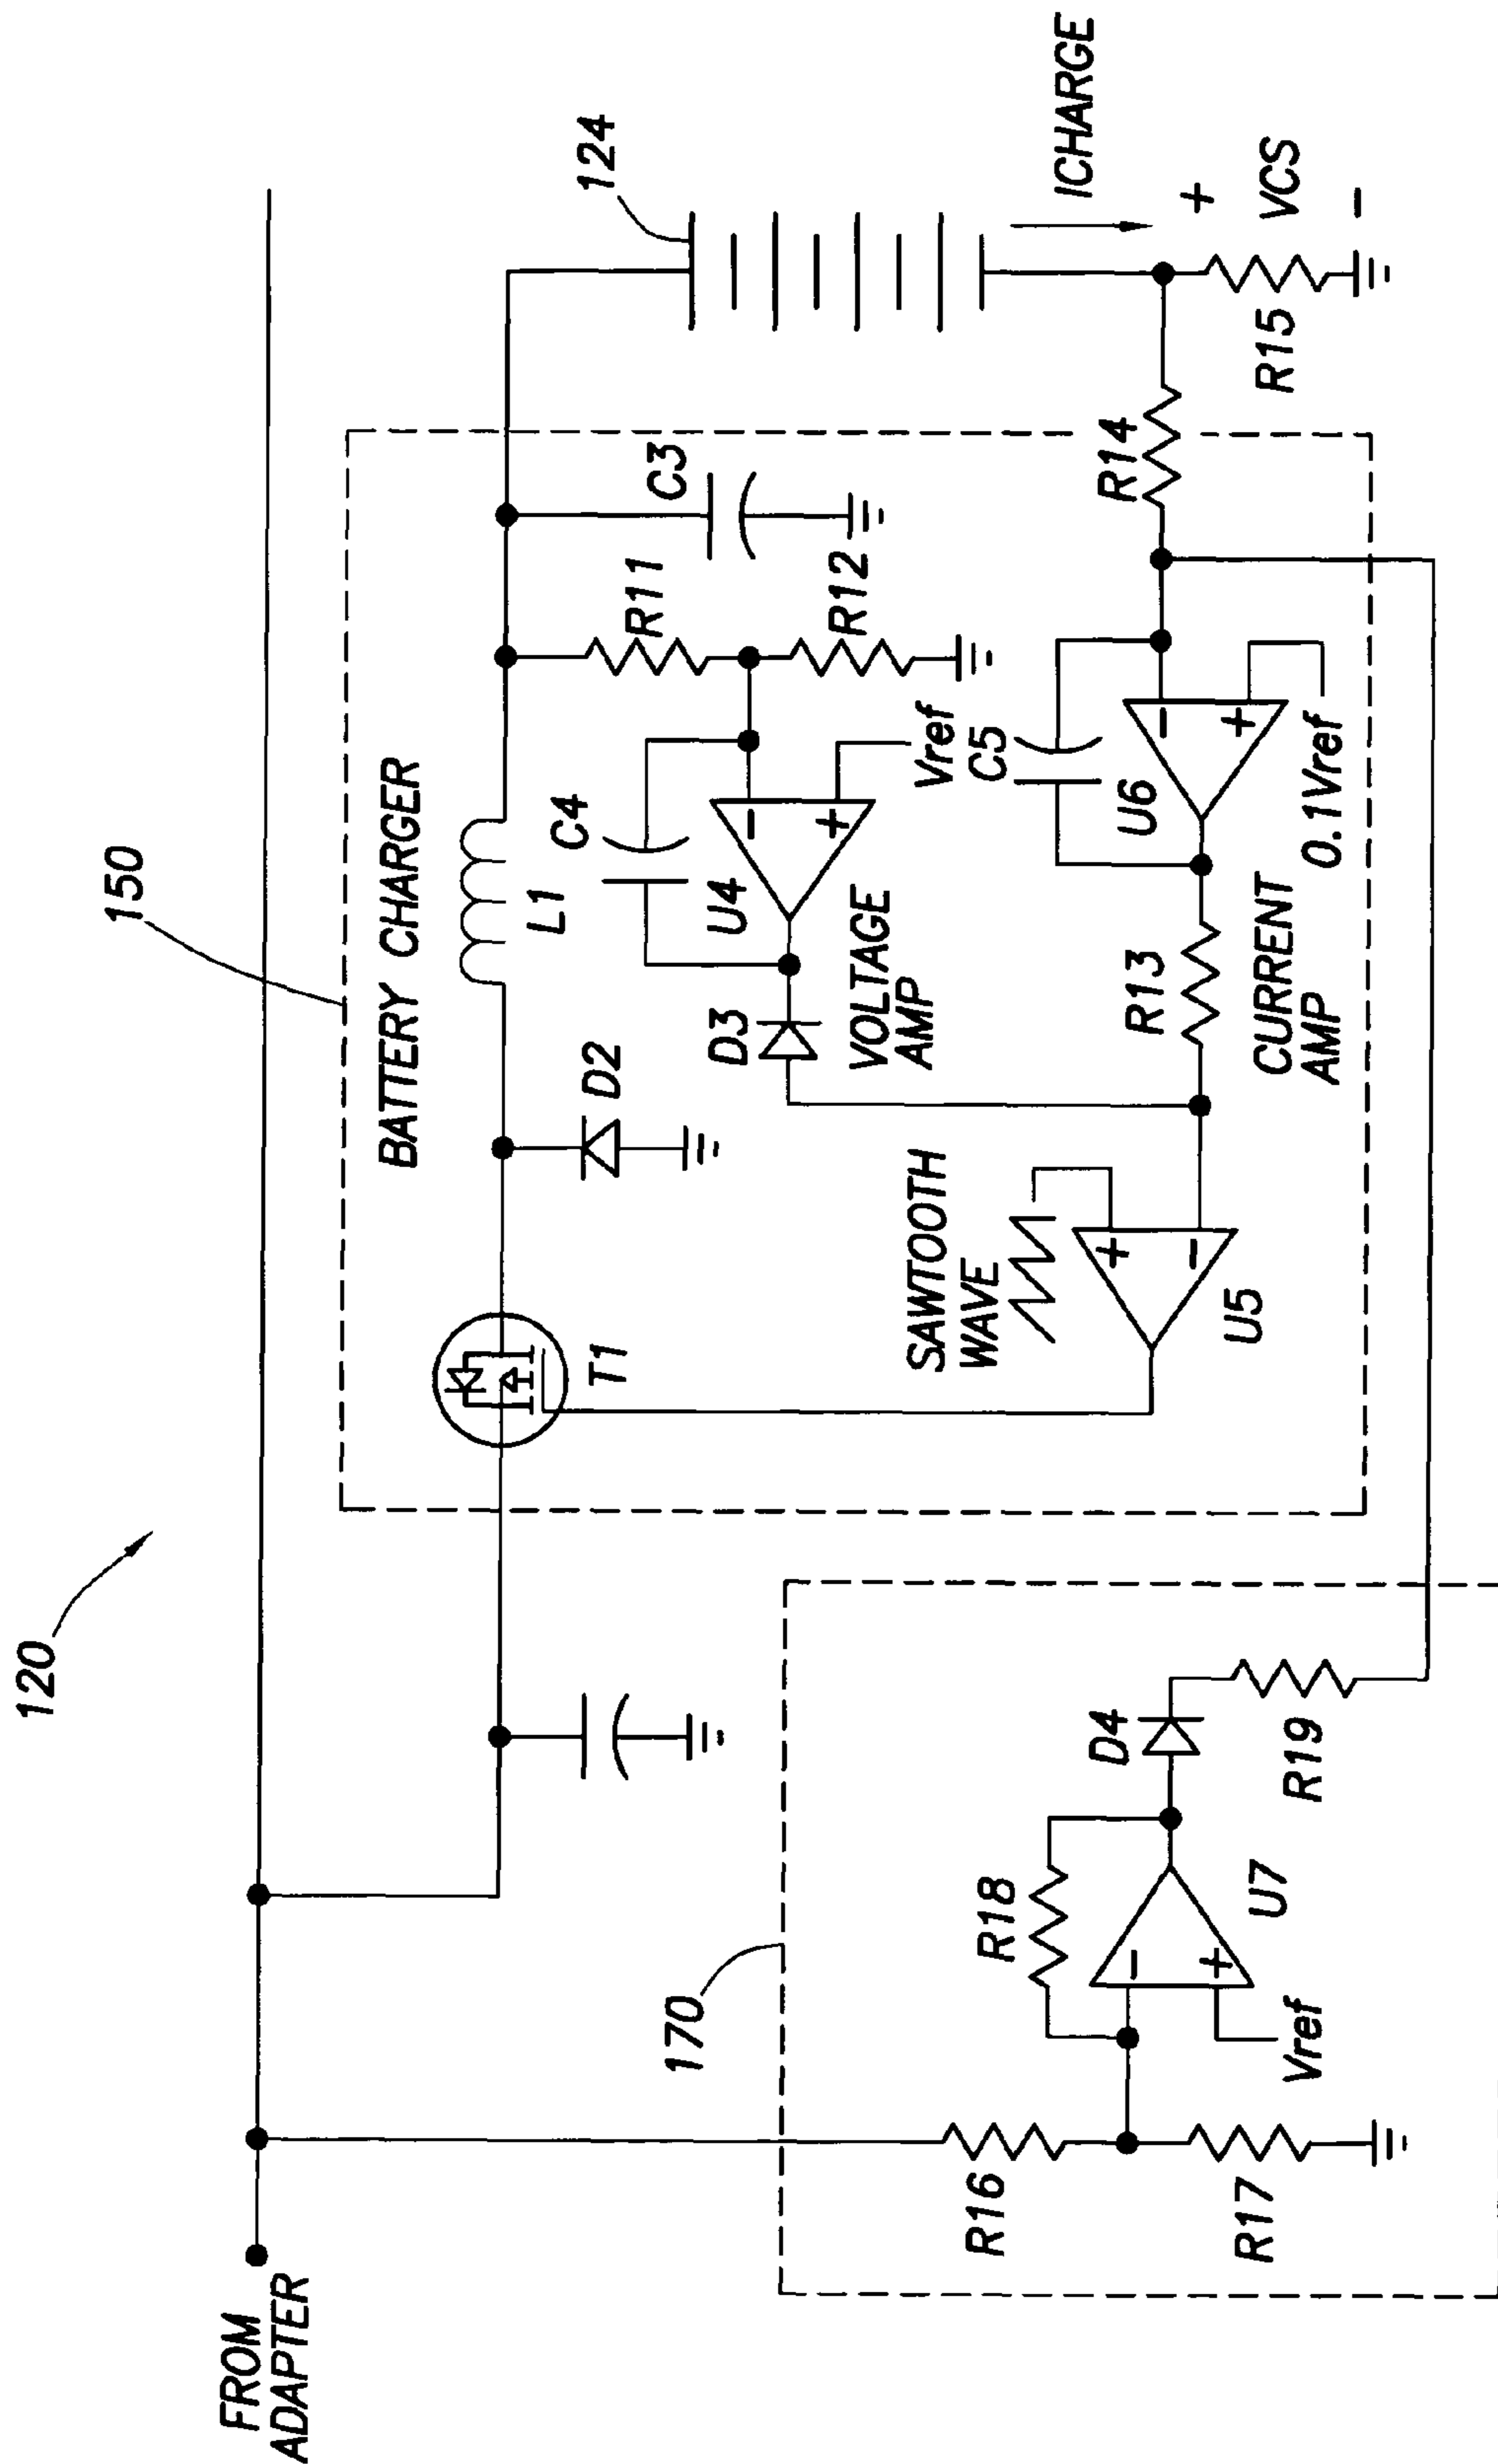 120
FROM
ADAPTER
150
BATTERY CHARGER
124
T1
D2
L1
C3
R11
R12
C4
U4
Vref
D3
VOLTAGE
AMP
SAWTOOTH
WAVE
+
-
U5
R13
C5
U6
-
+
-
+
0.1Vref
CURRENT
AMP
R14
ICHARGE
+
VCS
-
R15
170
R16
R17
R18
-
+
U7
Vref
D4
R19